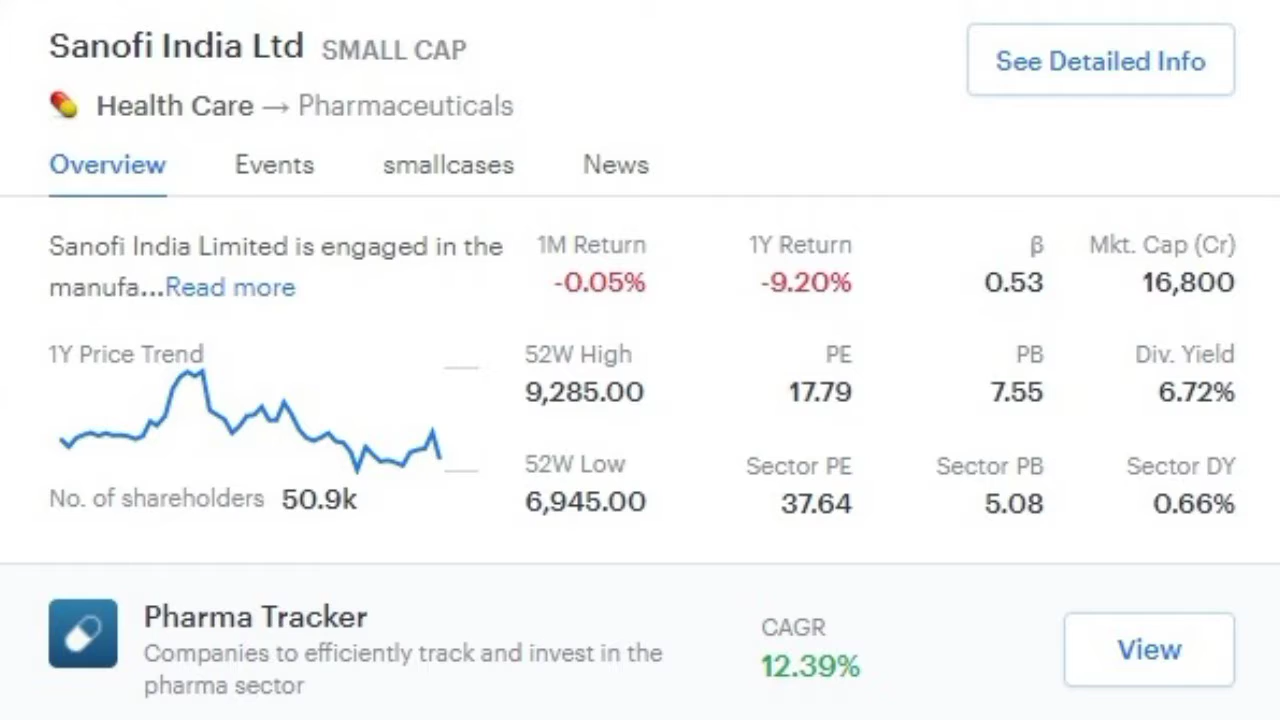 Sanofi India Ltd SMALL CAP
See Detailed Info
Health Care → Pharmaceuticals
Overview Events smallcases News
Sanofi India Limited is engaged in the
manufa...Read more
1M Return 1Y Return β Mkt. Cap (Cr)
-0.05% -9.20% 0.53 16,800
1Y Price Trend
52W High PE PB Div. Yield
9,285.00 17.79 7.55 6.72%
52W Low Sector PE Sector PB Sector DY
6,945.00 37.64 5.08 0.66%
No. of shareholders 50.9k
Pharma Tracker
Companies to efficiently track and invest in the
pharma sector
CAGR
12.39%
View